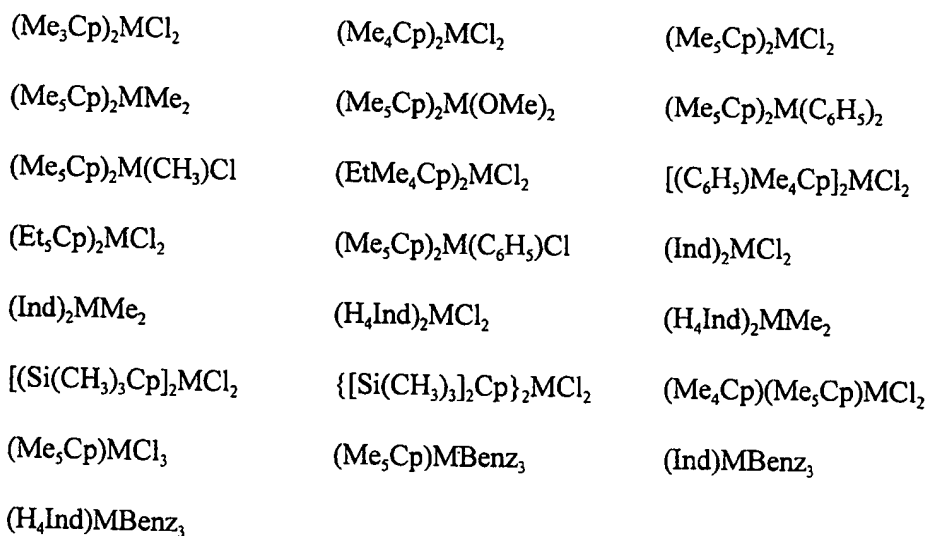 (Me₃Cp)₂MCl₂ (Me₄Cp)₂MCl₂ (Me₅Cp)₂MCl₂
(Me₅Cp)₂MMe₂ (Me₅Cp)₂M(OMe)₂ (Me₅Cp)₂M(C₆H₅)₂
(Me₅Cp)₂M(CH₃)Cl (EtMe₄Cp)₂MCl₂ [(C₆H₅)Me₄Cp]₂MCl₂
(Et₅Cp)₂MCl₂ (Me₅Cp)₂M(C₆H₅)Cl (Ind)₂MCl₂
(Ind)₂MMe₂ (H₄Ind)₂MCl₂ (H₄Ind)₂MMe₂
[(Si(CH₃)₃Cp]₂MCl₂ {[Si(CH₃)₃]₂Cp}₂MCl₂ (Me₄Cp)(Me₅Cp)MCl₂
(Me₅Cp)MCl₃ (Me₅Cp)MBenz₃ (Ind)MBenz₃
(H₄Ind)MBenz₃